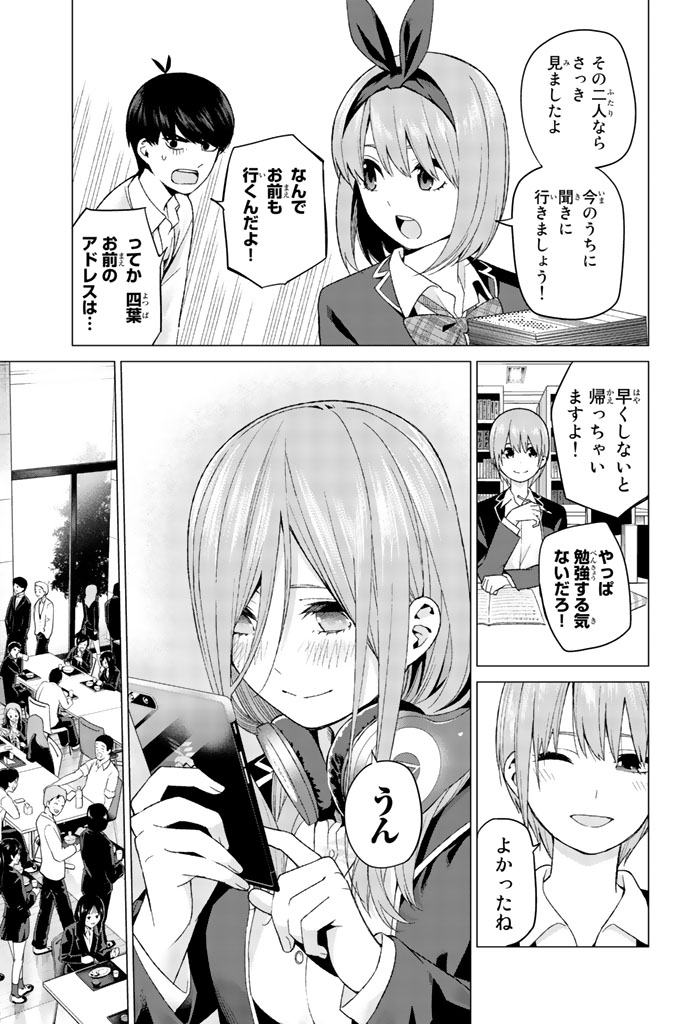 その二人なら
さっき
見ましたよ
今のうちに
聞きに
行きましょう！
なんで
お前も
行くんだよ！
ってか 四葉
お前の
アドレスは…
早くしないと
帰っちゃい
ますよ！
やっぱ
勉強する気
ないだろ！
よかったね
うん